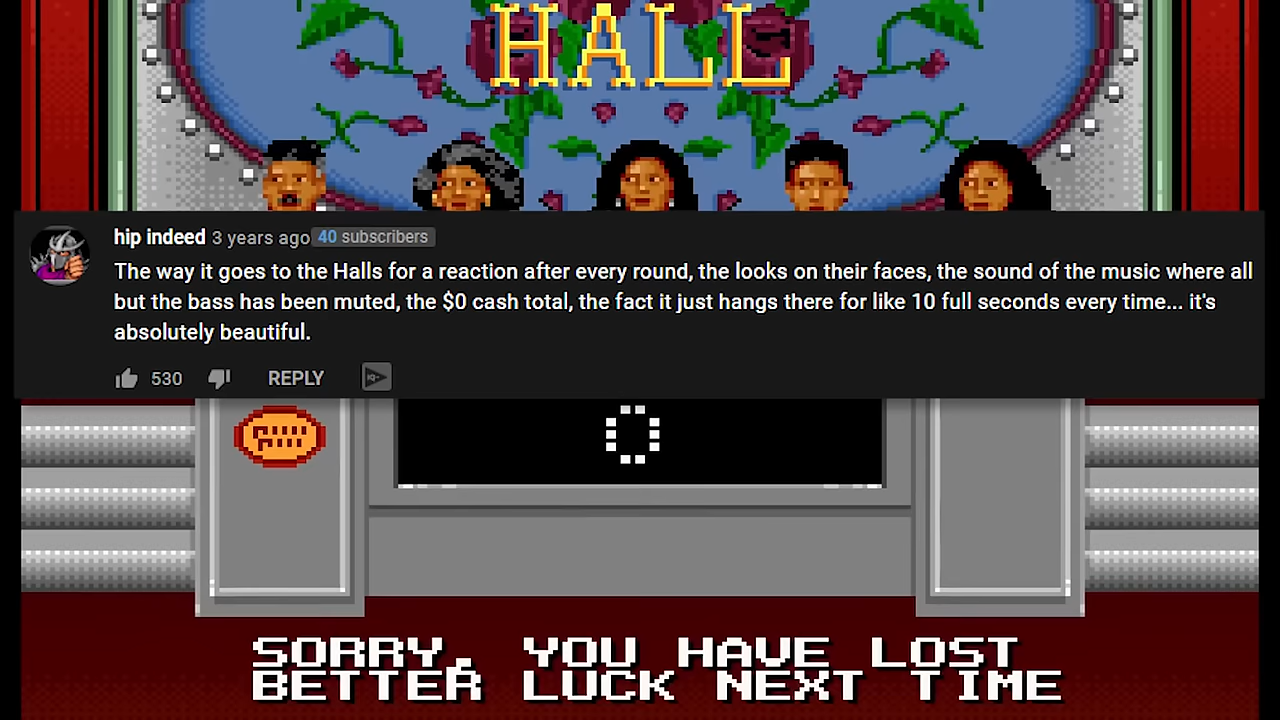 HALL
hip indeed 3 years ago 40 subscribers
The way it goes to the Halls for a reaction after every round, the looks on their faces, the sound of the music where all
but the bass has been muted, the $0 cash total, the fact it just hangs there for like 10 full seconds every time... it's
absolutely beautiful.
530 REPLY
0
SORRY, YOU HAVE LOST
BETTER LUCK NEXT TIME